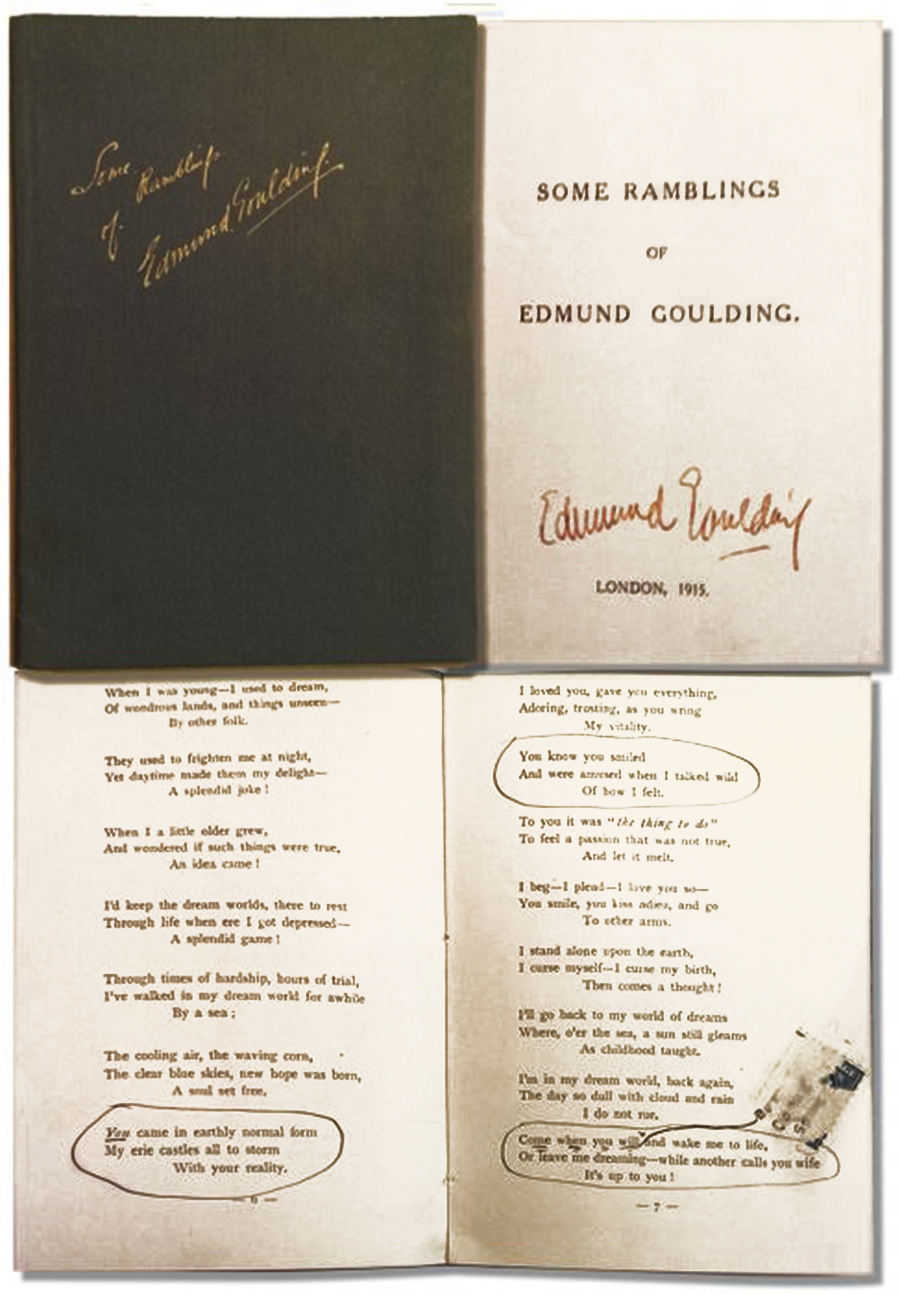 Some
Ramblings
of
Edmund Goulding.
SOME RAMBLINGS
OF
EDMUND GOULDING.
Edmund Goulding
LONDON, 1915.
When I was young—I used to dream,
Of wondrous lands, and things unseen—
By other folk.
They used to frighten me at night,
Yet daytime made them my delight—
A splendid joke!
When I a little older grew,
And wondered if such things were true,
An idea came!
I'd keep the dream worlds, there to rest
Through life when ere I got depressed—
A splendid game!
Through times of hardship, hours of trial,
I've walked in my dream world for awhile
By a sea;
The cooling air, the waving corn,
The clear blue skies, new hope was born,
A soul set free.
You came in earthly normal form
My erie castles all to storm
With your reality.
— 6 —
I loved you, gave you everything,
Adoring, trusting, as you wring
My vitality.
You know you smiled
And were amused when I talked wild
Of how I felt.
To you it was "the thing to do"
To feel a passion that was not true,
And let it melt.
I beg—I plead—I love you so—
You smile, you kiss adieu, and go
To other arms.
I stand alone upon the earth,
I curse myself—I curse my birth,
Then comes a thought!
I'll go back to my world of dreams
Where, o'er the sea, a sun still gleams
As childhood taught.
I'm in my dream world, back again,
The day so dull with cloud and rain
I do not rue.
Come when you will and wake me to life,
Or leave me dreaming—while another calls you wife
It's up to you!
— 7 —